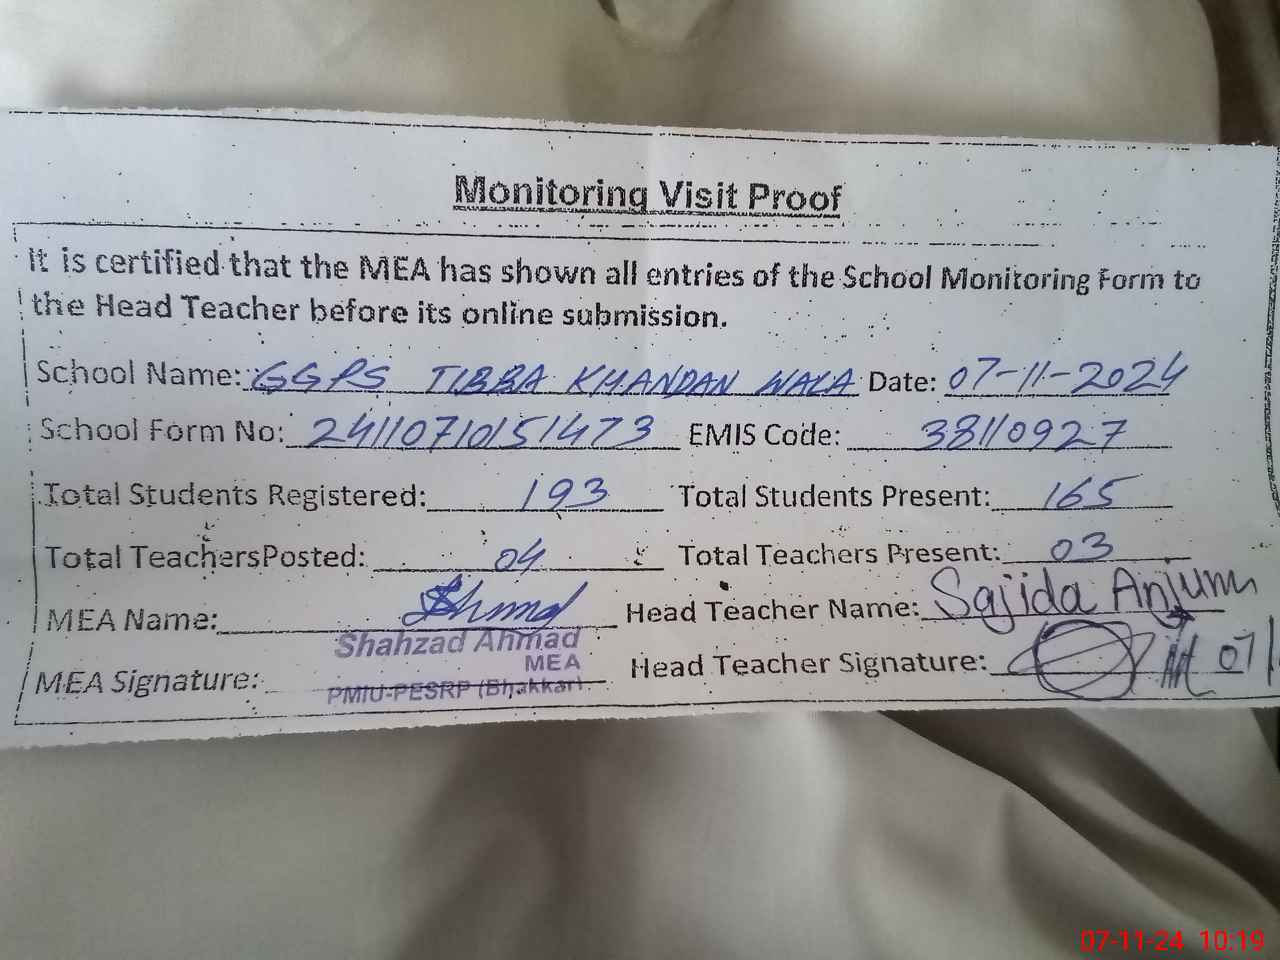 Monitoring Visit Proof
It is certified that the MEA has shown all entries of the School Monitoring Form to
the Head Teacher before its online submission.
School Name: GGPS TIBBA KHANDAN WALA Date: 07-11-2024
School Form No: 24110710151473 EMIS Code: 38110927
Total Students Registered: 193 Total Students Present: 165
Total TeachersPosted: 04 Total Teachers Present: 03
MEA Name: Head Teacher Name: Sajida Anjum
Shahzad Ahmad
MEA
MEA Signature: Head Teacher Signature: 07/
PMIU-PESRP (Bhakkar)
07-11-24 10:19